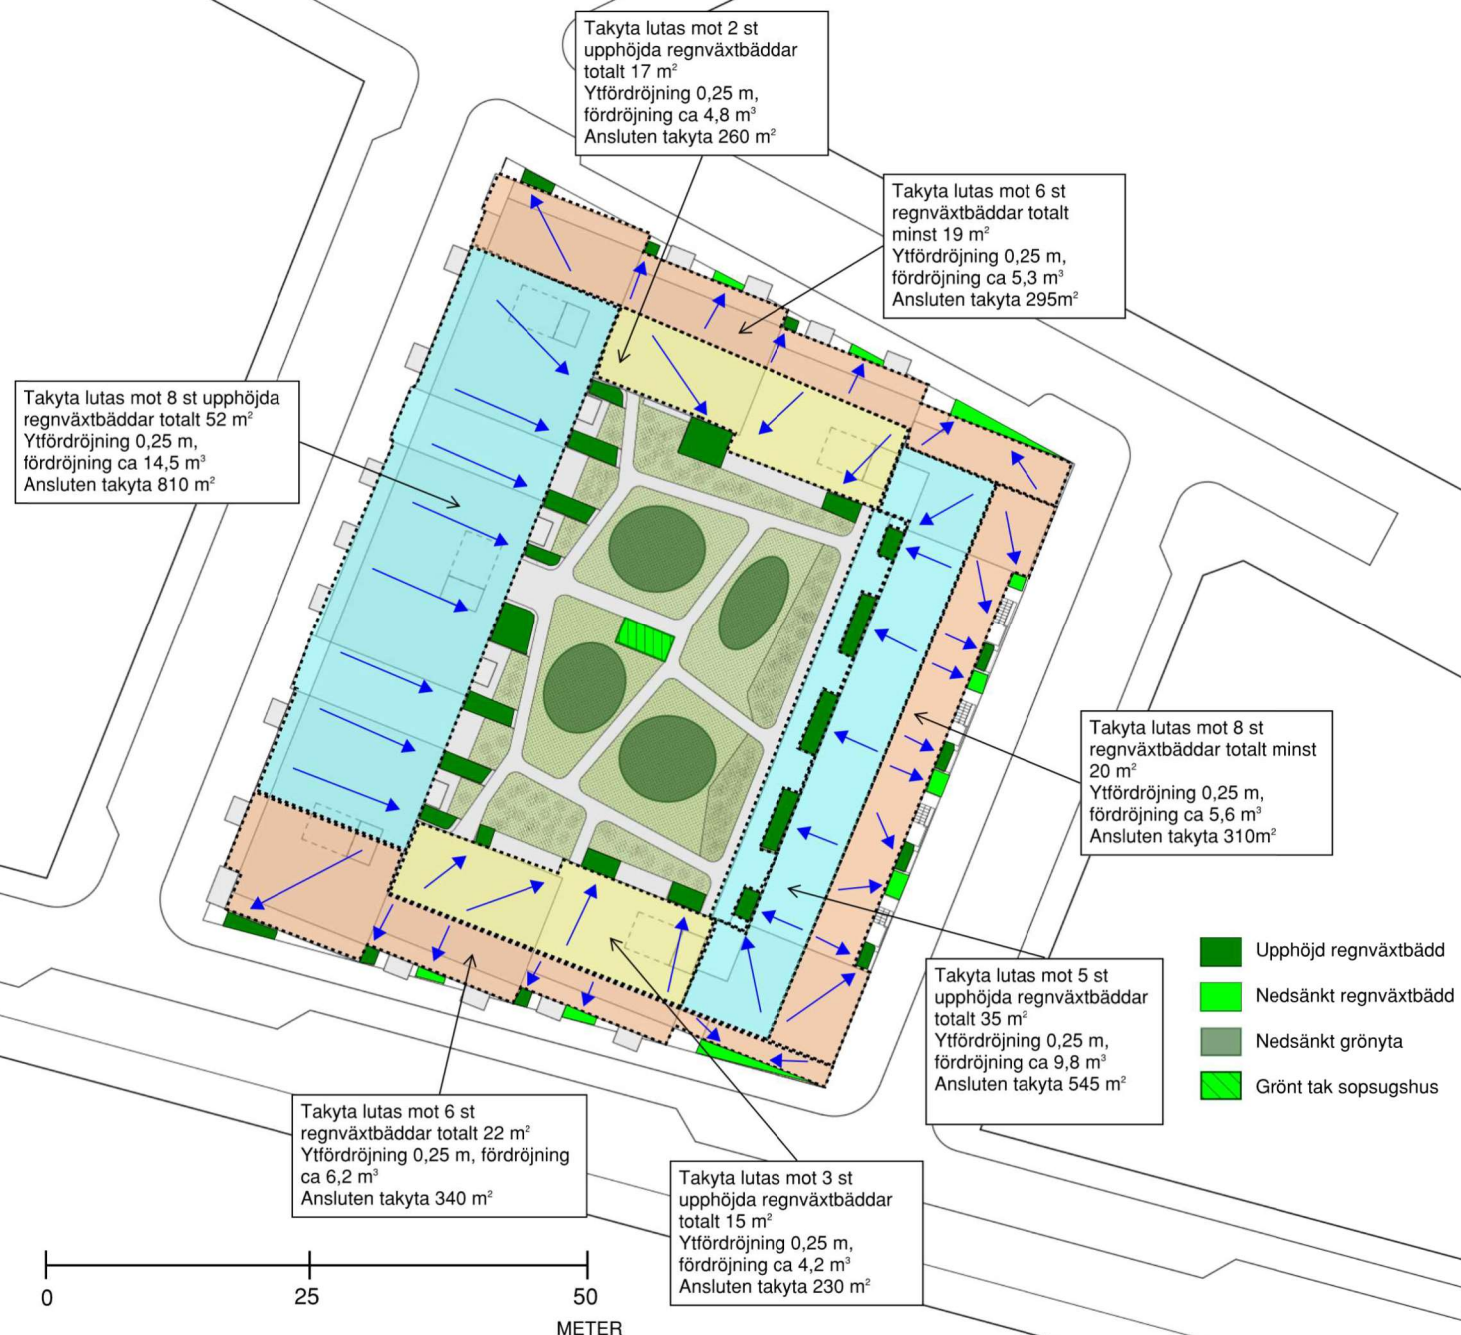 Takyta lutas mot 2 st
upphöjda regnväxtbäddar
totalt 17 m²
Ytfördröjning 0,25 m,
fördröjning ca 4,8 m³
Ansluten takyta 260 m²
Takyta lutas mot 6 st
regnväxtbäddar totalt
minst 19 m²
Ytfördröjning 0,25 m,
fördröjning ca 5,3 m³
Ansluten takyta 295m²
Takyta lutas mot 8 st upphöjda
regnväxtbäddar totalt 52 m²
Ytfördröjning 0,25 m,
fördröjning ca 14,5 m³
Ansluten takyta 810 m²
Takyta lutas mot 8 st
regnväxtbäddar totalt minst
20 m²
Ytfördröjning 0,25 m,
fördröjning ca 5,6 m³
Ansluten takyta 310m²
Takyta lutas mot 5 st
upphöjda regnväxtbäddar
totalt 35 m²
Ytfördröjning 0,25 m,
fördröjning ca 9,8 m³
Ansluten takyta 545 m²
Upphöjd regnväxtbädd
Nedsänkt regnväxtbädd
Nedsänkt grönyta
Grönt tak sopsugshus
Takyta lutas mot 6 st
regnväxtbäddar totalt 22 m²
Ytfördröjning 0,25 m, fördröjning
ca 6,2 m³
Ansluten takyta 340 m²
Takyta lutas mot 3 st
upphöjda regnväxtbäddar
totalt 15 m²
Ytfördröjning 0,25 m,
fördröjning ca 4,2 m³
Ansluten takyta 230 m²
0 25 50
METER